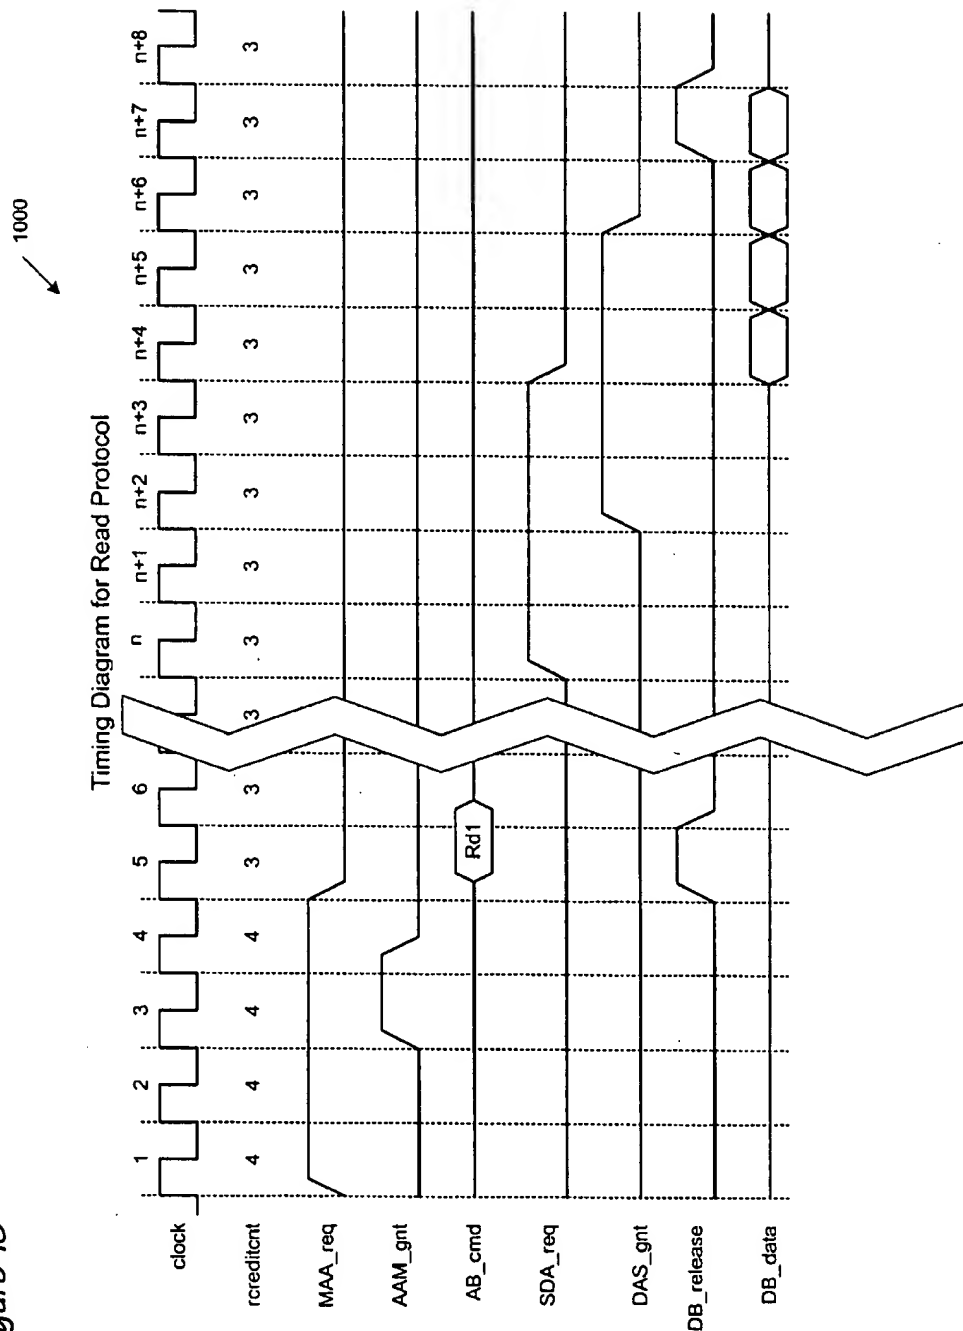 1000
Timing Diagram for Read Protocol
1 2 3 4 5 6 n n+1 n+2 n+3 n+4 n+5 n+6 n+7 n+8
clock
rcreditcnt 4 4 4 4 3 3 3 3 3 3 3 3 3 3 3 3
MAA_req
AAM_gnt
AB_cmd Rd1
SDA_req
DAS_gnt
DB_release
DB_data